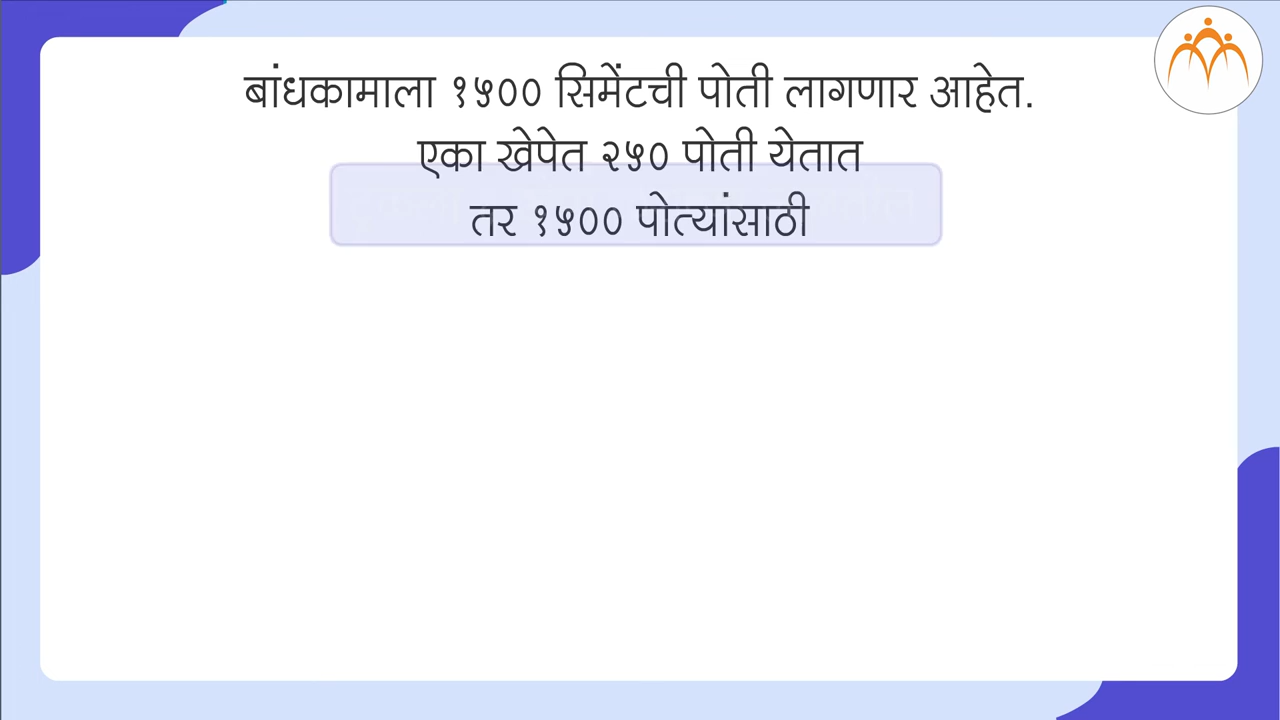 बांधकामाला १५०० सिमेंटची पोती लागणार आहेत.
एका खेपेत २५० पोती येतात
तर १५०० पोत्यांसाठी